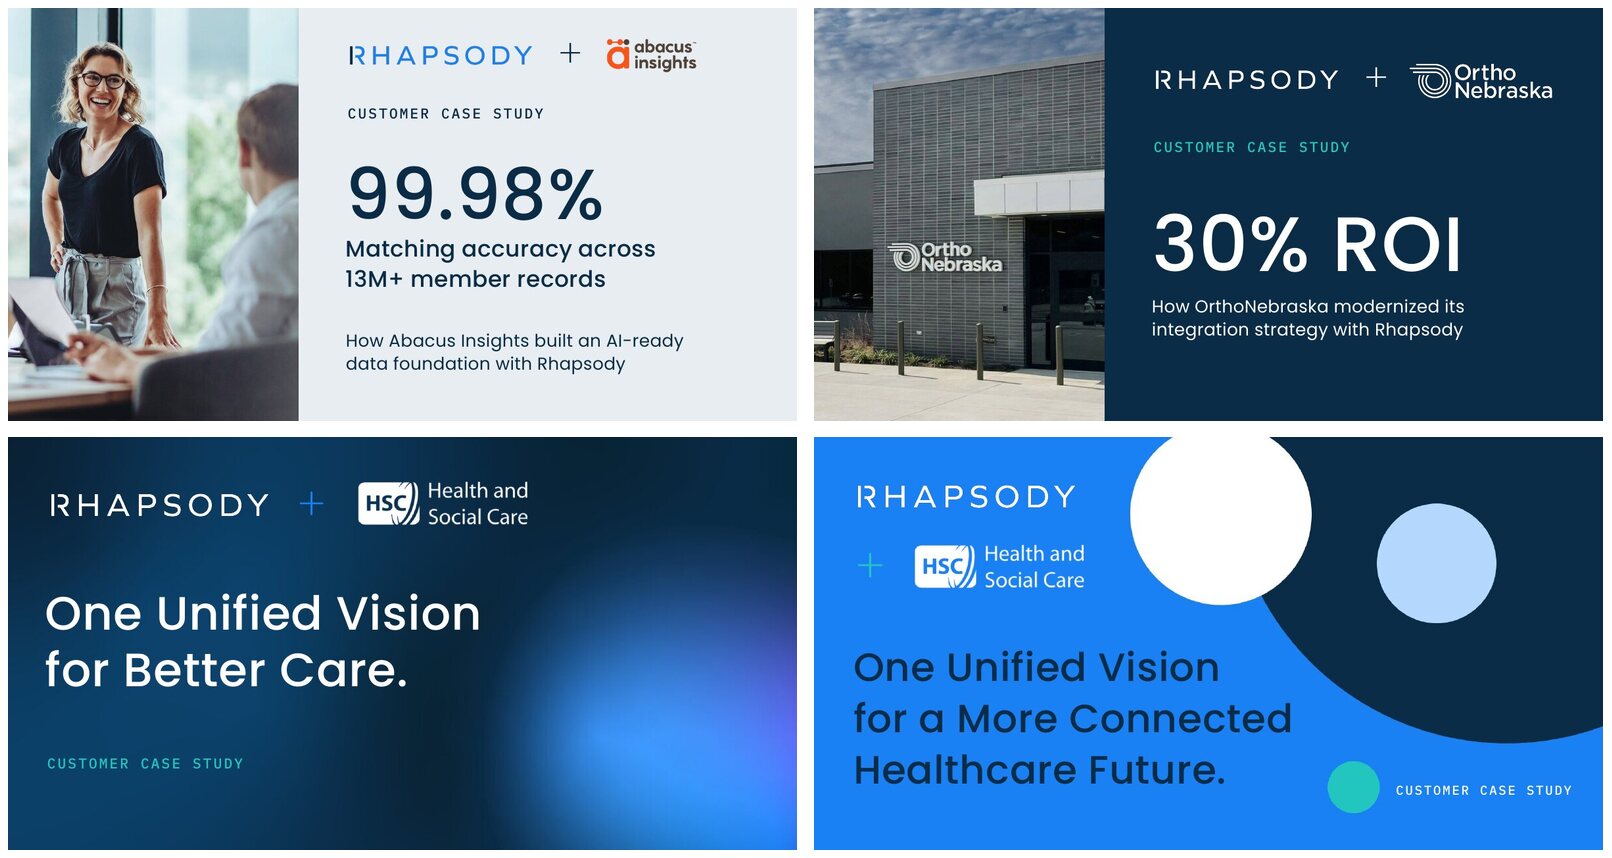 RHAPSODY + abacus™ insights
CUSTOMER CASE STUDY
99.98%
Matching accuracy across
13M+ member records
How Abacus Insights built an AI-ready
data foundation with Rhapsody
Ortho
Nebraska
RHAPSODY + Ortho Nebraska
CUSTOMER CASE STUDY
30% ROI
How OrthoNebraska modernized its
integration strategy with Rhapsody
RHAPSODY + HSC Health and Social Care
One Unified Vision
for Better Care.
CUSTOMER CASE STUDY
RHAPSODY
+ HSC Health and Social Care
One Unified Vision
for a More Connected
Healthcare Future.
CUSTOMER CASE STUDY